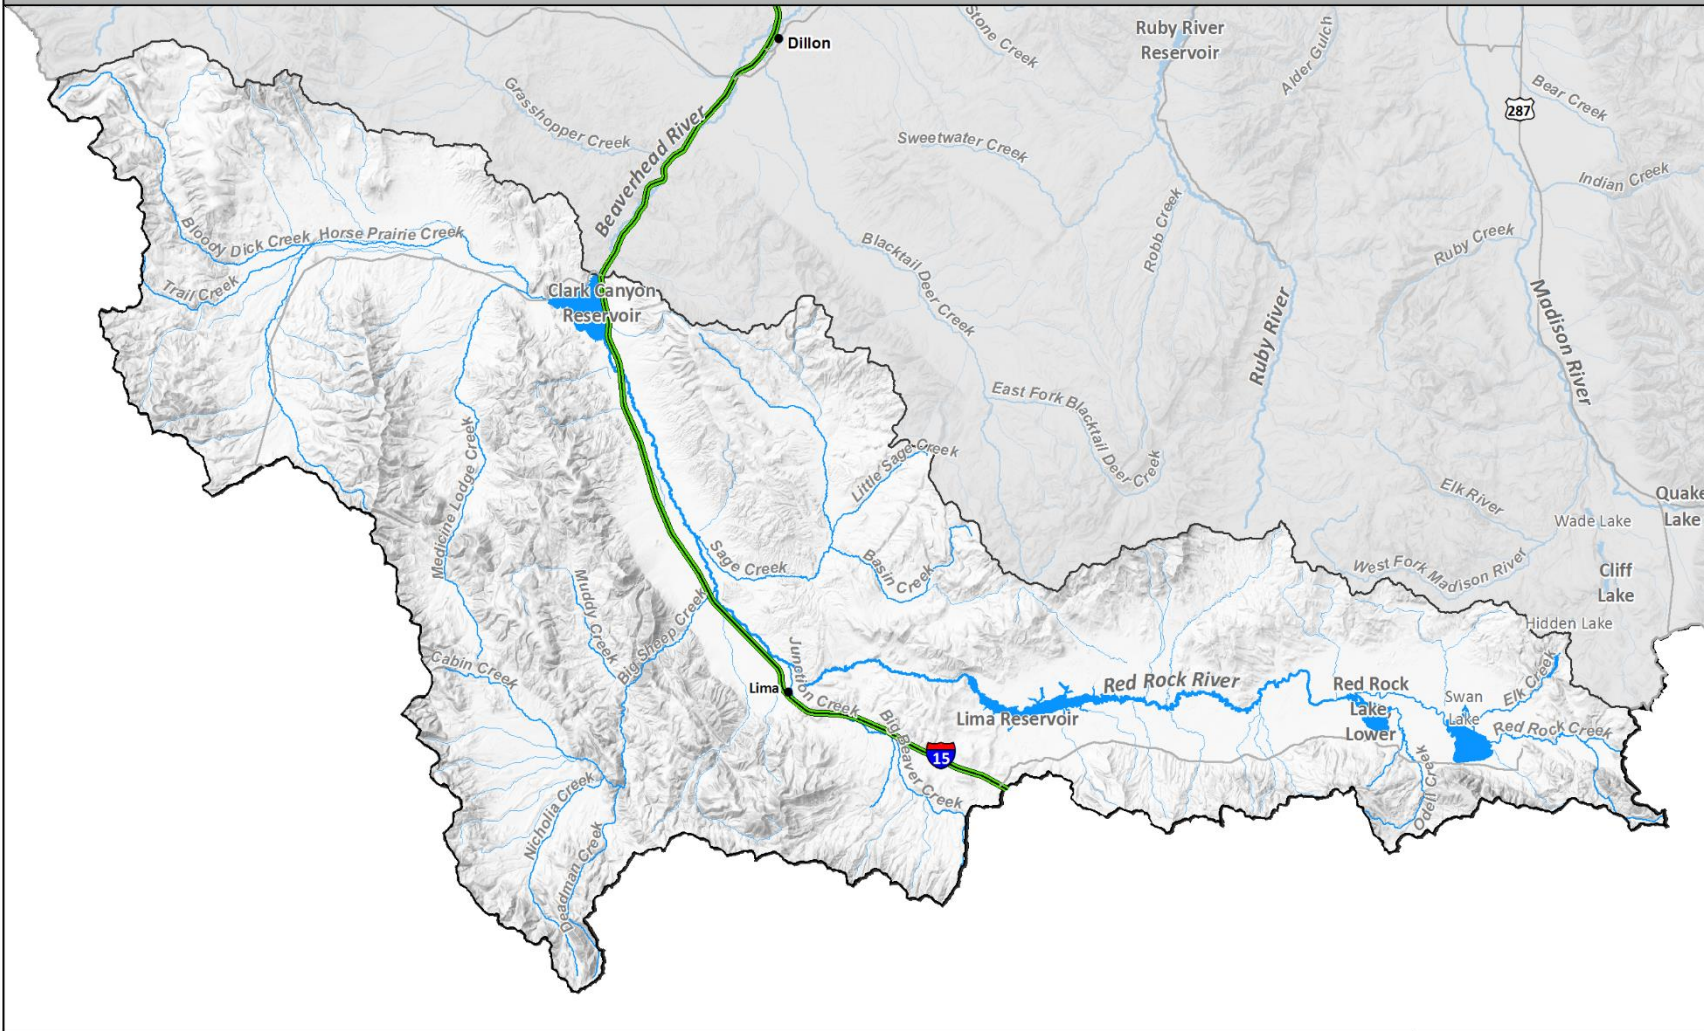 Dillon
Stone Creek
Ruby River
Reservoir
Alder Gulch
287
Bear Creek
Grasshopper Creek
Beaverhead River
Sweetwater Creek
Indian Creek
Robb Creek
Ruby Creek
Bloody Dick Creek
Horse Prairie Creek
Trail Creek
Clark Canyon
Reservoir
Blacktail Deer Creek
Ruby River
Madison River
East Fork Blacktail Deer Creek
Medicine Lodge Creek
Little Sage Creek
Elk River
Quake
Lake
Wade Lake
Sage Creek
Basin Creek
West Fork Madison River
Cliff
Lake
Muddy Creek
Big Sheep Creek
Hidden Lake
Cabin Creek
Junction Creek
Lima
Red Rock River
Lima Reservoir
Red Rock
Lake,
Lower
Swan
Lake
Elk Creek
Red Rock Creek
Big Beaver Creek
15
Odell Creek
Nicholia Creek
Deadman Creek